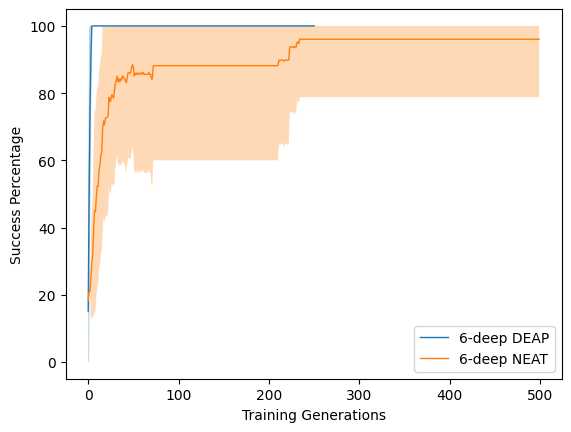 100
80
60
40
20
0
Success Percentage
0 100 200 300 400 500
Training Generations
6-deep DEAP
6-deep NEAT